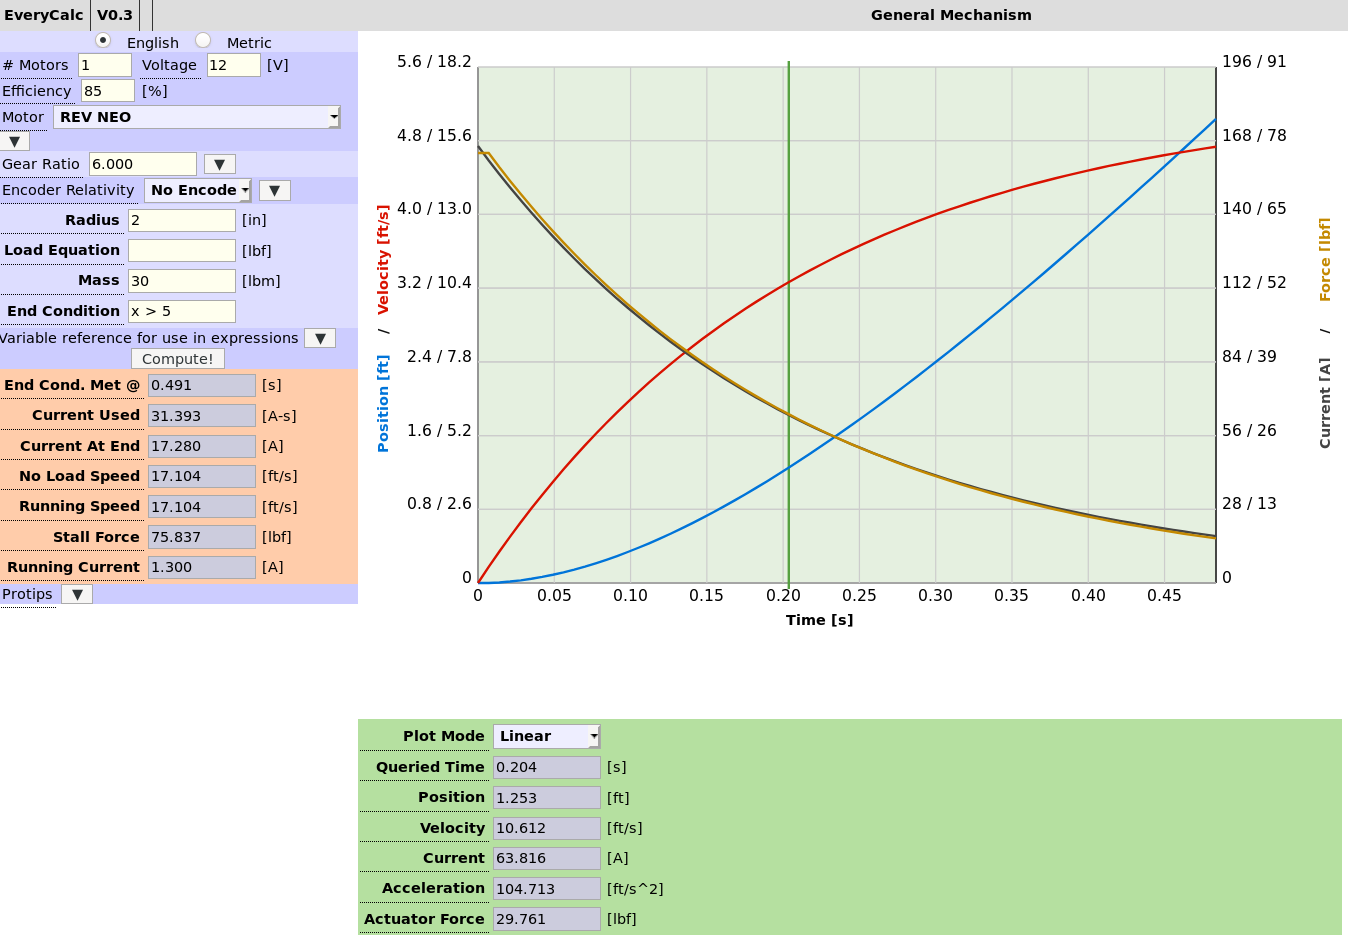 EveryCalc V0.3 General Mechanism
English Metric
# Motors 1 Voltage 12 [V]
Efficiency 85 [%]
Motor REV NEO
▼
Gear Ratio 6.000 ▼
Encoder Relativity No Encode ▼
Radius 2 [in]
Load Equation [lbf]
Mass 30 [lbm]
End Condition x > 5
Variable reference for use in expressions ▼
Compute!
End Cond. Met @ 0.491 [s]
Current Used 31.393 [A-s]
Current At End 17.280 [A]
No Load Speed 17.104 [ft/s]
Running Speed 17.104 [ft/s]
Stall Force 75.837 [lbf]
Running Current 1.300 [A]
Protips ▼
Position [ft] / Velocity [ft/s]
5.6 / 18.2
4.8 / 15.6
4.0 / 13.0
3.2 / 10.4
2.4 / 7.8
1.6 / 5.2
0.8 / 2.6
0
196 / 91
168 / 78
140 / 65
112 / 52
84 / 39
56 / 26
28 / 13
0
Current [A] / Force [lbf]
0 0.05 0.10 0.15 0.20 0.25 0.30 0.35 0.40 0.45
Time [s]
Plot Mode Linear
Queried Time 0.204 [s]
Position 1.253 [ft]
Velocity 10.612 [ft/s]
Current 63.816 [A]
Acceleration 104.713 [ft/s^2]
Actuator Force 29.761 [lbf]